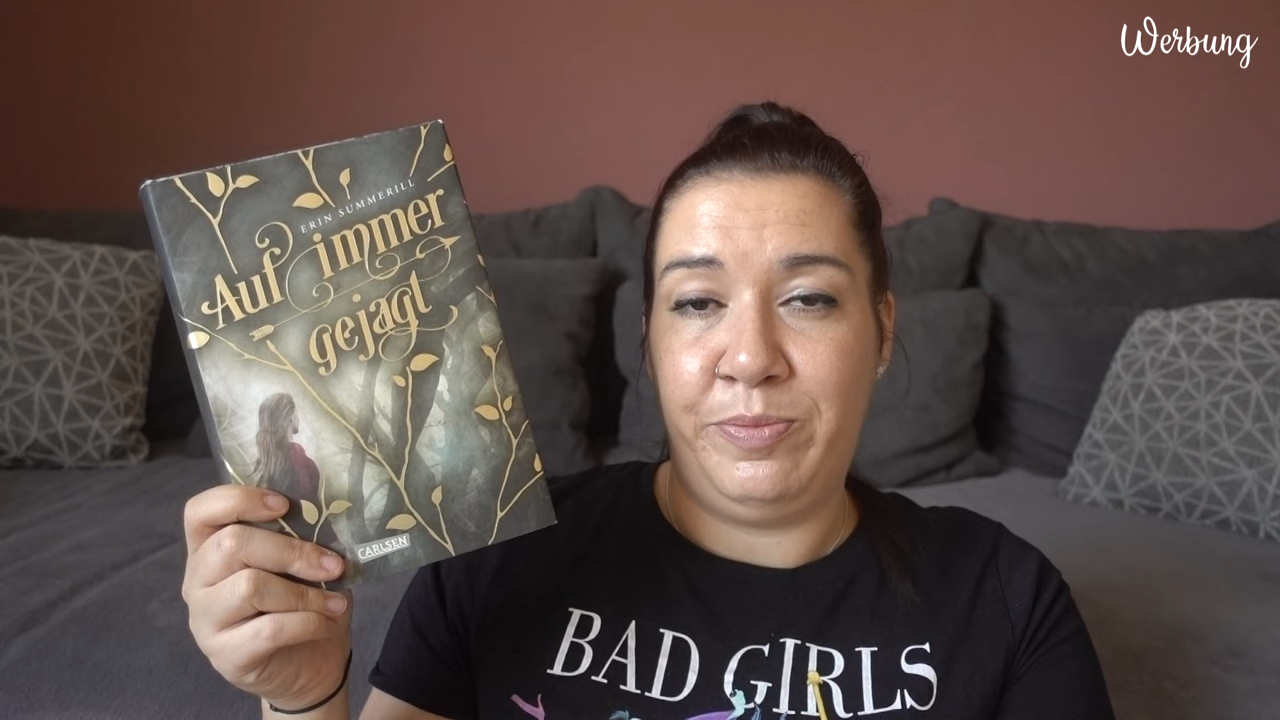 Werbung
ERIN SUMMERILL
Auf immer
gejagt
CARLSEN
BAD GIRLS